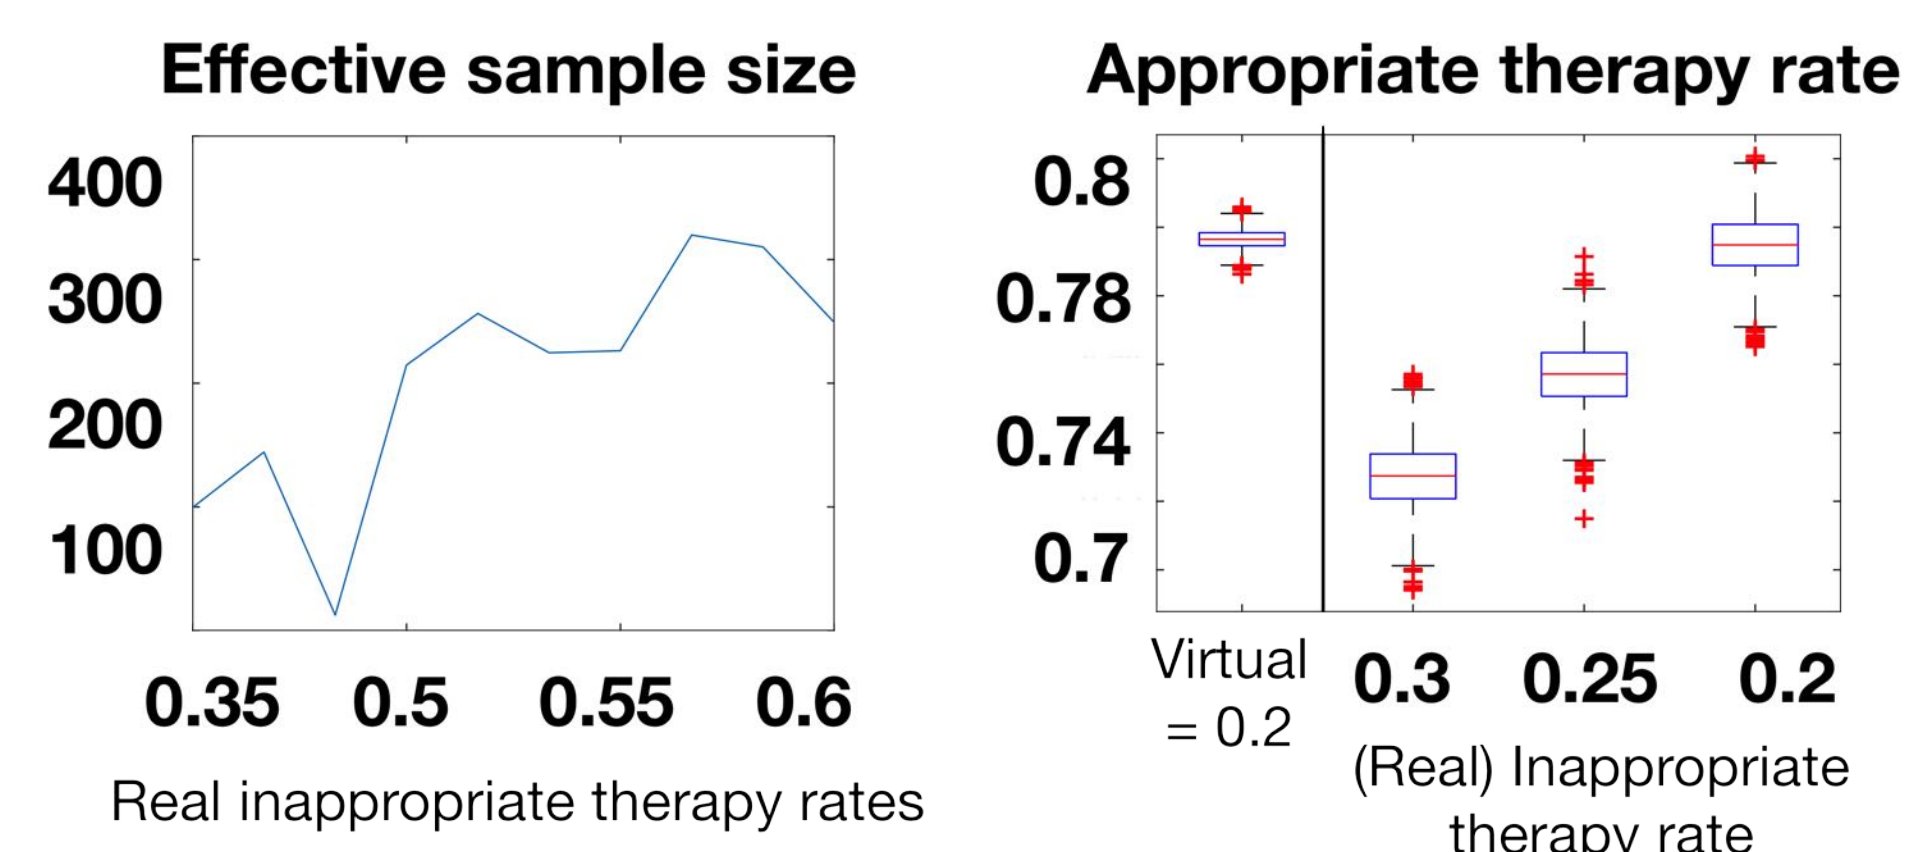 Effective sample size
400
300
200
100
0.35 0.5 0.55 0.6
Real inappropriate therapy rates
Appropriate therapy rate
0.8
0.78
0.74
0.7
Virtual
= 0.2
0.3 0.25 0.2
(Real) Inappropriate
therapy rate